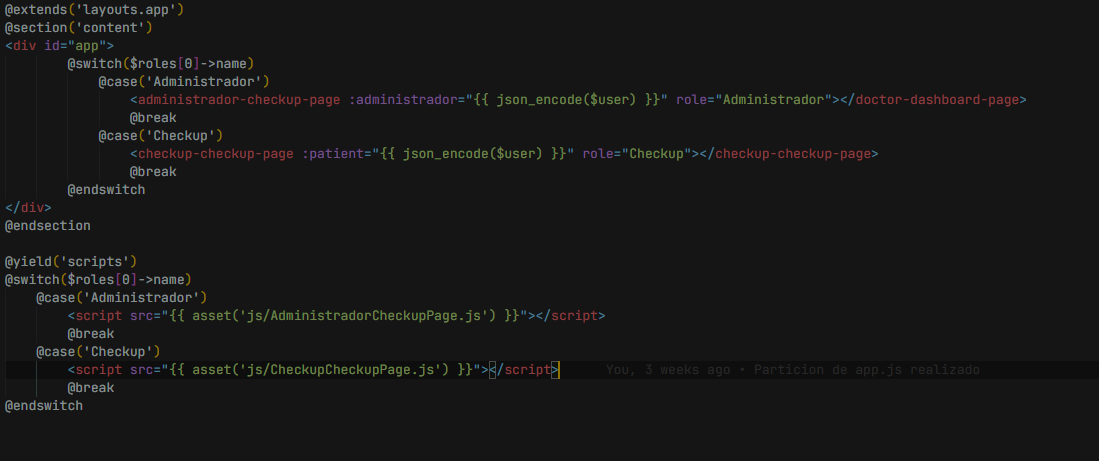 @extends('layouts.app')
@section('content')
<div id="app">
@switch($roles[0]->name)
@case('Administrador')
<administrador-checkup-page :administrador="{{ json_encode($user) }}" role="Administrador"></doctor-dashboard-page>
@break
@case('Checkup')
<checkup-checkup-page :patient="{{ json_encode($user) }}" role="Checkup"></checkup-checkup-page>
@break
@endswitch
</div>
@endsection
@yield('scripts')
@switch($roles[0]->name)
@case('Administrador')
<script src="{{ asset('js/AdministradorCheckupPage.js') }}"></script>
@break
@case('Checkup')
<script src="{{ asset('js/CheckupCheckupPage.js') }}"></script> You, 3 weeks ago • Particion de app.js realizado
@break
@endswitch